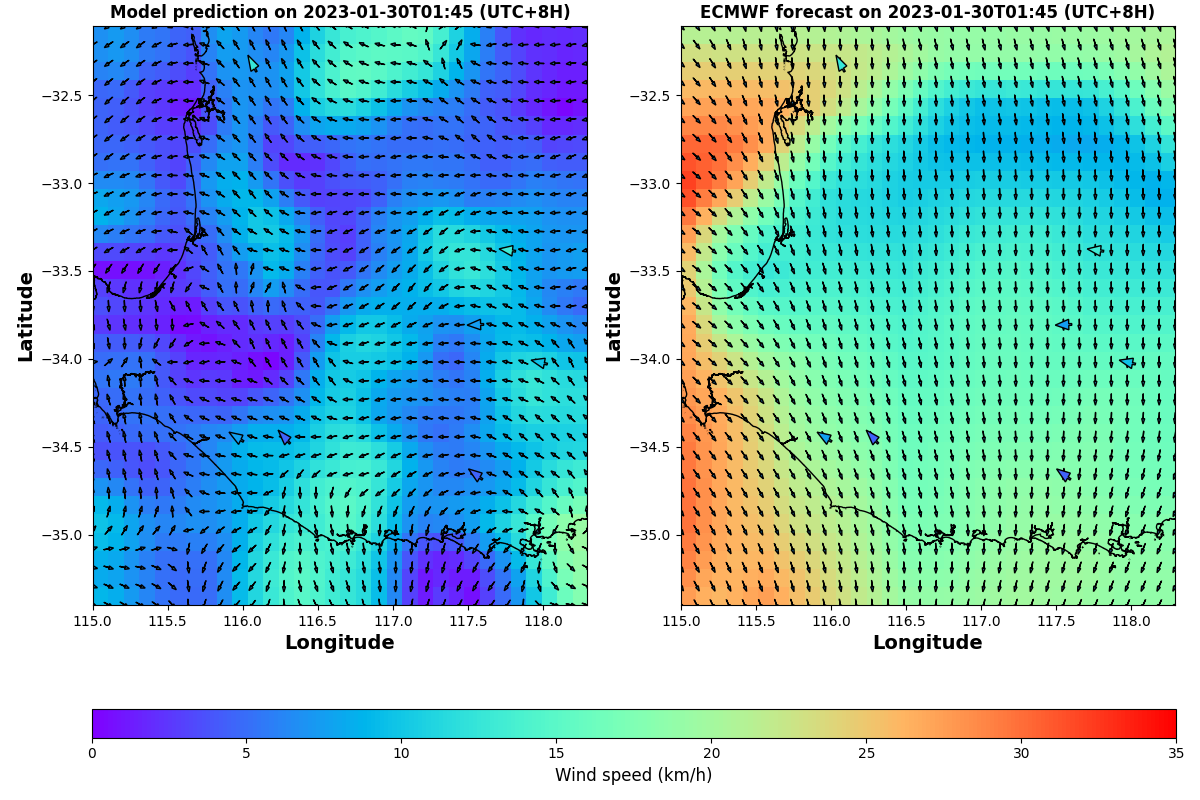 Model prediction on 2023-01-30T01:45 (UTC+8H)
ECMWF forecast on 2023-01-30T01:45 (UTC+8H)
Latitude
−32.5
−33.0
−33.5
−34.0
−34.5
−35.0
115.0 115.5 116.0 116.5 117.0 117.5 118.0
Longitude
Latitude
−32.5
−33.0
−33.5
−34.0
−34.5
−35.0
115.0 115.5 116.0 116.5 117.0 117.5 118.0
Longitude
0 5 10 15 20 25 30 35
Wind speed (km/h)